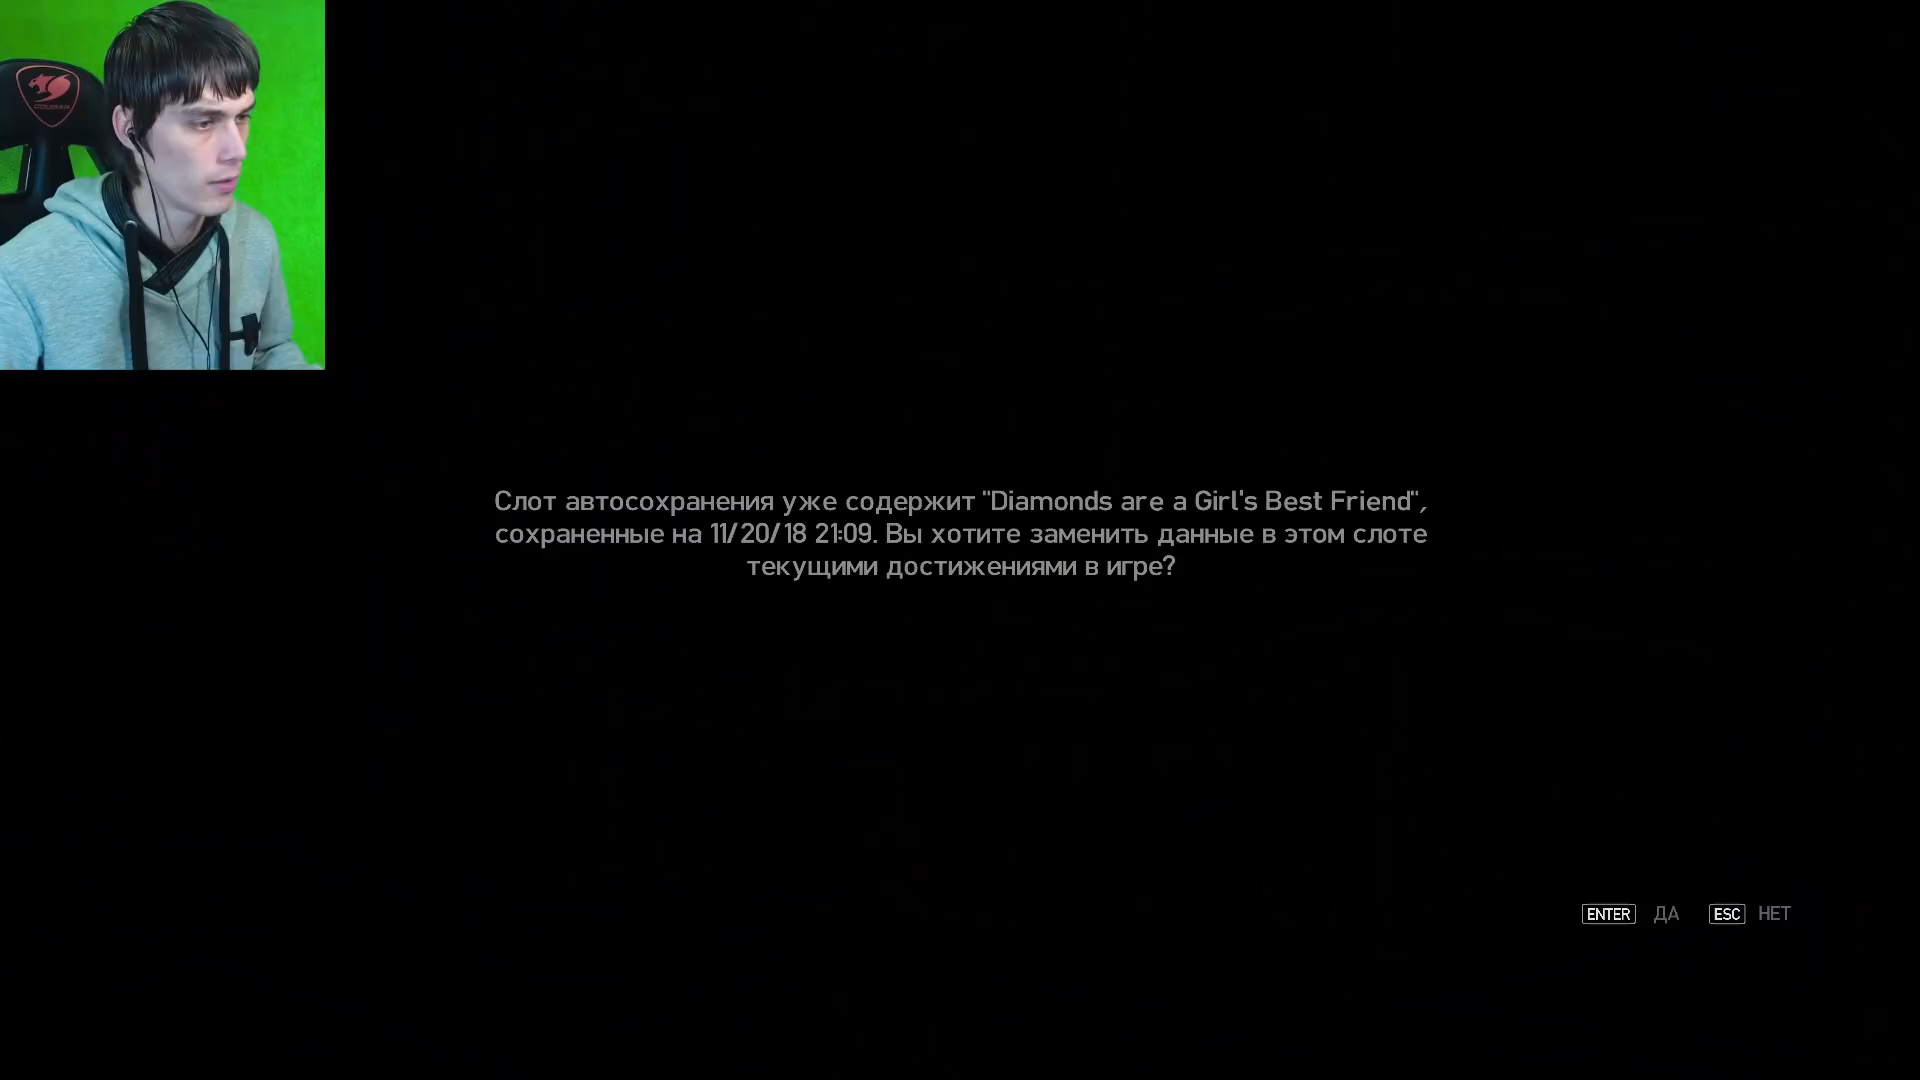 COUGAR
Слот автосохранения уже содержит "Diamonds are a Girl's Best Friend",
сохраненные на 11/20/18 21:09. Вы хотите заменить данные в этом слоте
текущими достижениями в игре?
ENTER ДА ESC НЕТ